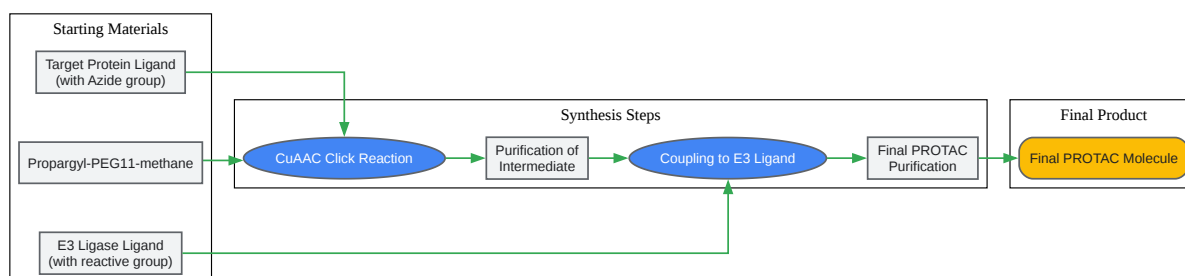 Starting Materials
Target Protein Ligand
(with Azide group)
Propargyl-PEG11-methane
E3 Ligase Ligand
(with reactive group)
Synthesis Steps
CuAAC Click Reaction
Purification of
Intermediate
Coupling to E3 Ligand
Final PROTAC
Purification
Final Product
Final PROTAC Molecule